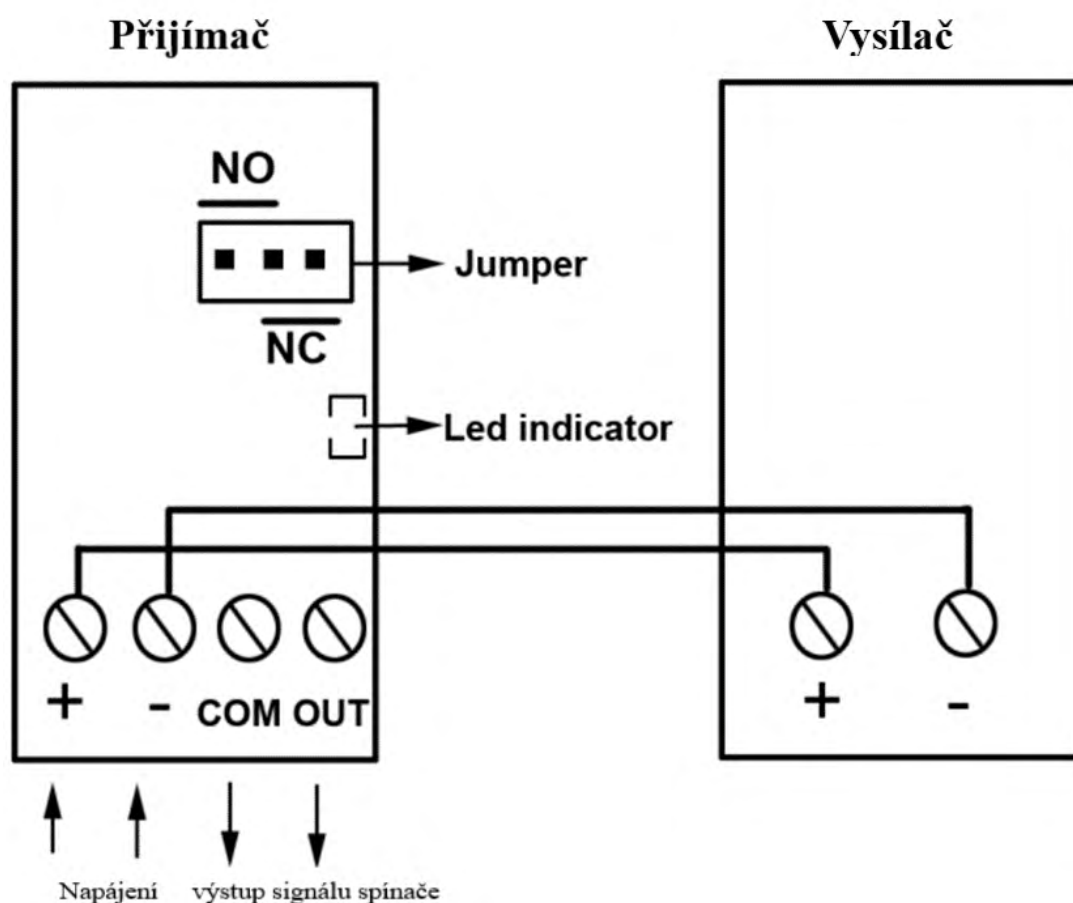 Přijímač
Vysílač
NO
Jumper
NC
Led indicator
+ - COM OUT
+ -
Napájení výstup signálu spínače